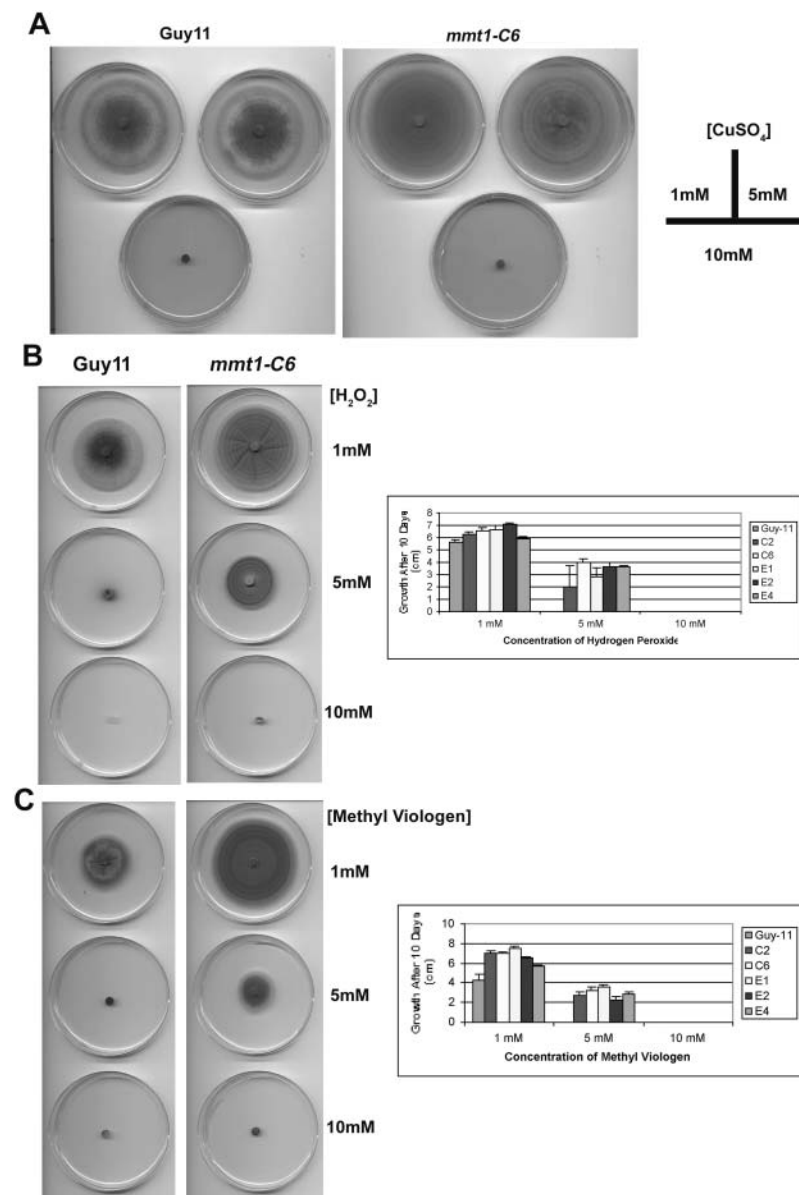 A
Guy11
mmt1-C6
[CuSO4]
1mM
5mM
10mM
B
Guy11
mmt1-C6
[H2O2]
1mM
5mM
10mM
8
7
6
5
4
3
2
1
0
Growth After 10 Days
(cm)
1 mM
5 mM
10 mM
Concentration of Hydrogen Peroxide
Guy-11
C2
C6
E1
E2
E4
C
[Methyl Viologen]
1mM
5mM
10mM
10
8
6
4
2
0
Growth After 10 Days
(cm)
1 mM
5 mM
10 mM
Concentration of Methyl Viologen
Guy-11
C2
C6
E1
E2
E4